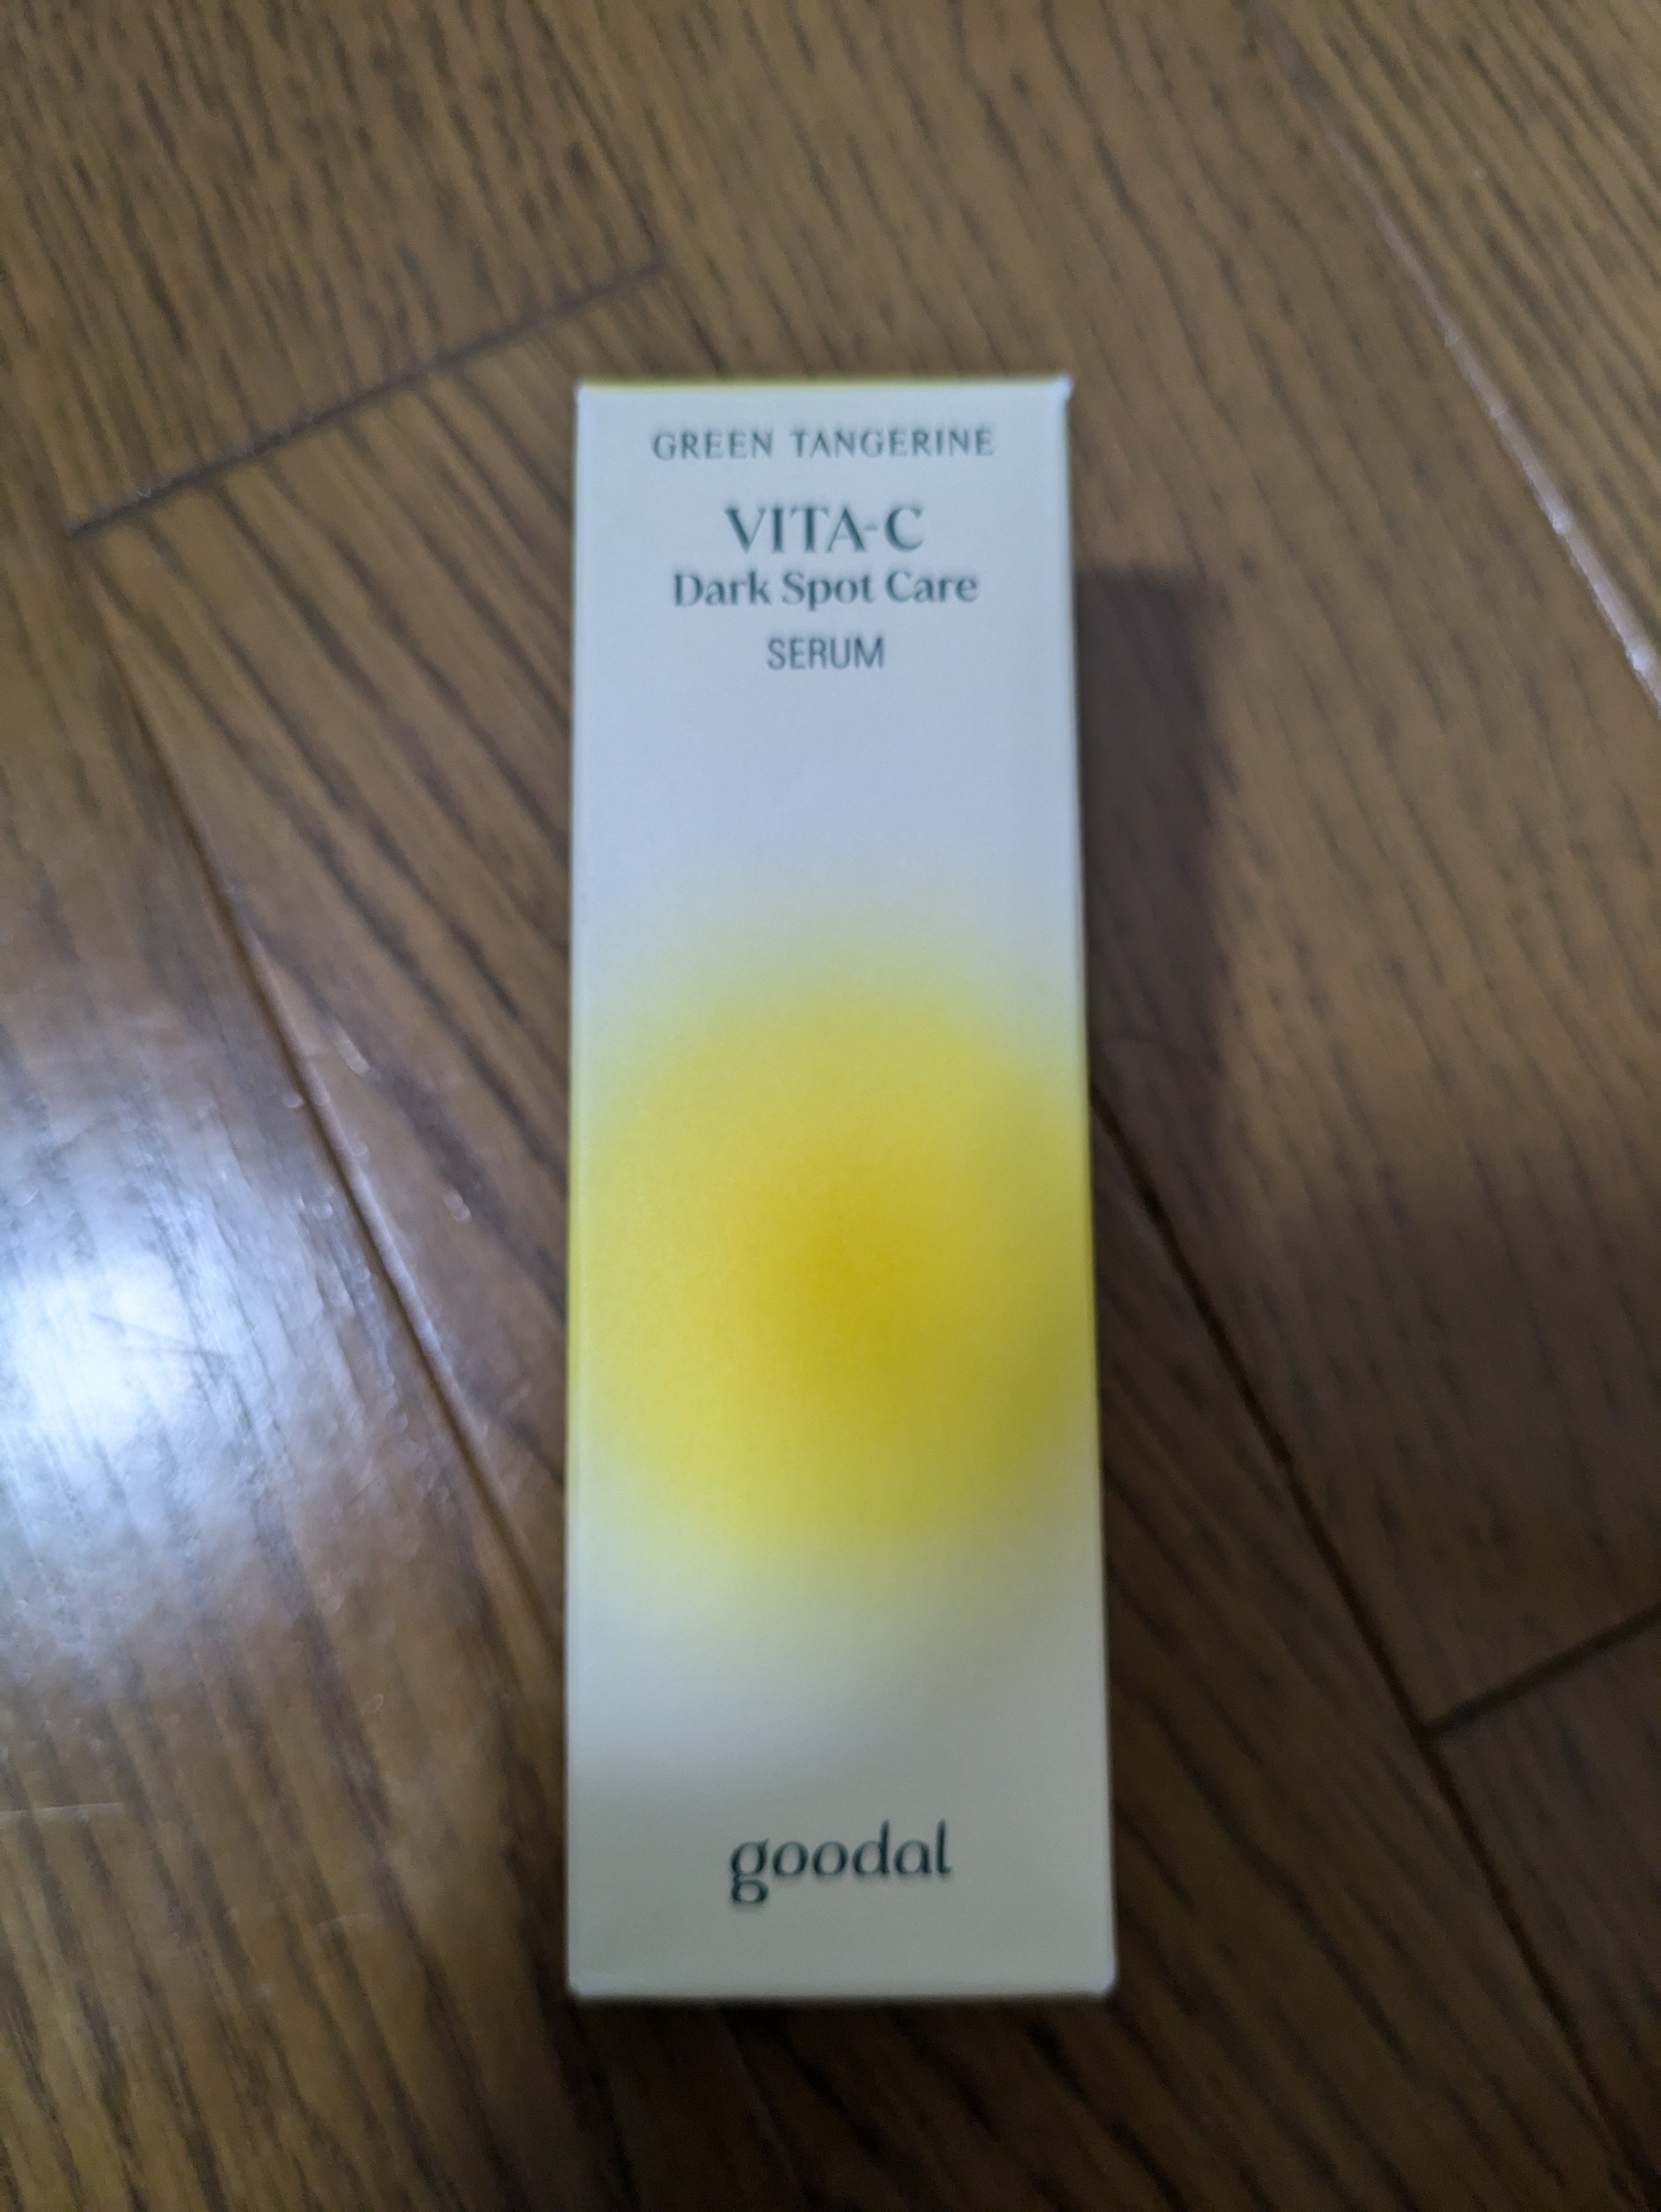 GREEN TANGERINE
VITA-C
Dark Spot Care
SERUM
goodal